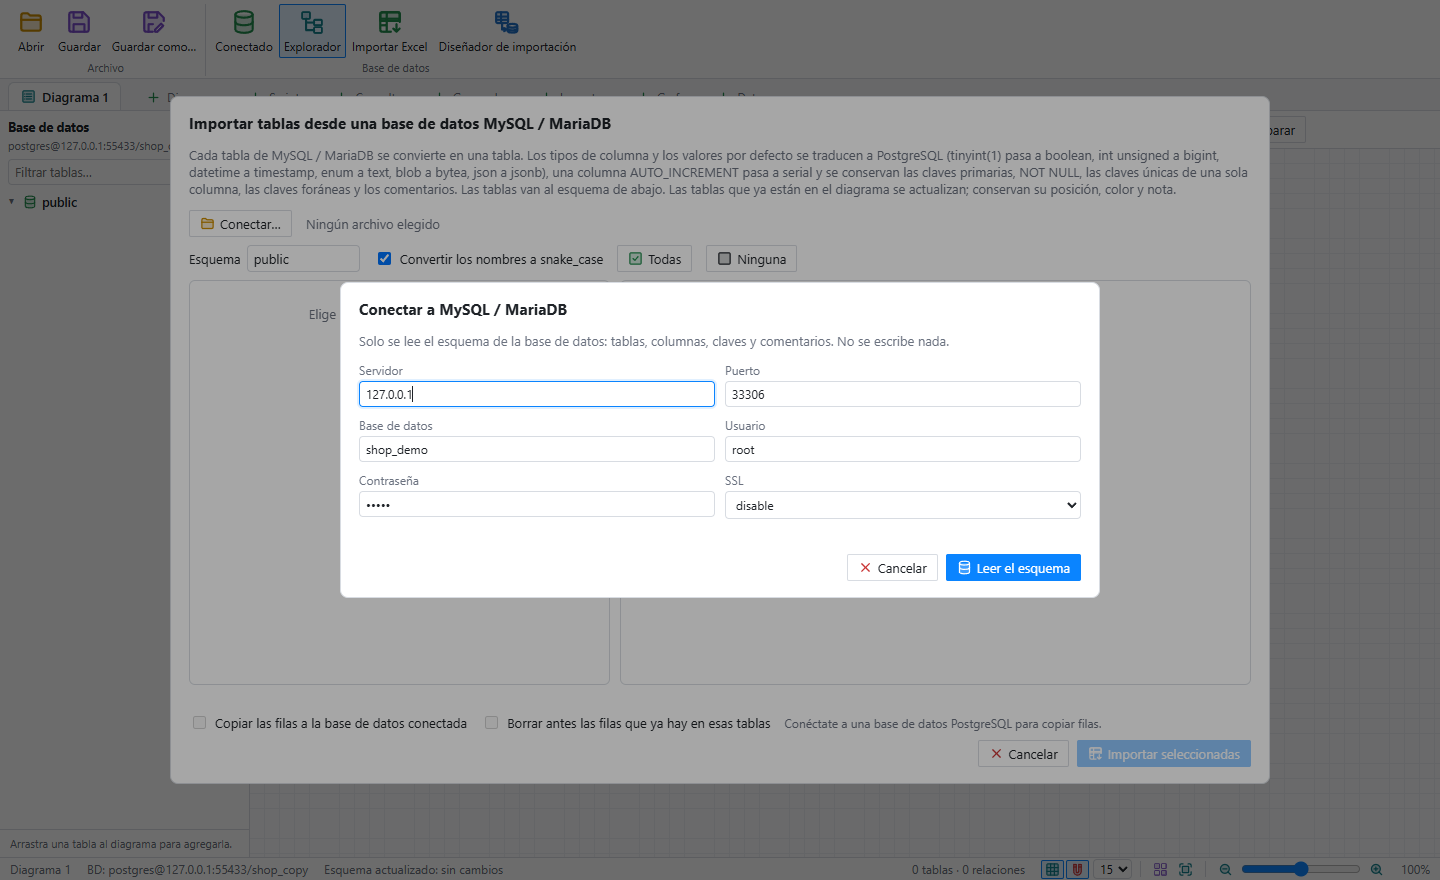 Abrir
Guardar
Guardar como...
Conectado
Explorador
Importar Excel
Diseñador de importación
Archivo
Base de datos
Diagrama 1
Base de datos
postgres@127.0.0.1:55433/shop_c
Filtrar tablas...
public
Importar tablas desde una base de datos MySQL / MariaDB
Cada tabla de MySQL / MariaDB se convierte en una tabla. Los tipos de columna y los valores por defecto se traducen a PostgreSQL (tinyint(1) pasa a boolean, int unsigned a bigint,
datetime a timestamp, enum a text, blob a bytea, json a jsonb), una columna AUTO_INCREMENT pasa a serial y se conservan las claves primarias, NOT NULL, las claves únicas de una sola
columna, las claves foráneas y los comentarios. Las tablas van al esquema de abajo. Las tablas que ya están en el diagrama se actualizan; conservan su posición, color y nota.
Conectar...
Ningún archivo elegido
Esquema
public
Convertir los nombres a snake_case
Todas
Ninguna
Elige
Conectar a MySQL / MariaDB
Solo se lee el esquema de la base de datos: tablas, columnas, claves y comentarios. No se escribe nada.
Servidor
Puerto
127.0.0.1
33306
Base de datos
Usuario
shop_demo
root
Contraseña
SSL
•••••
disable
Cancelar
Leer el esquema
Copiar las filas a la base de datos conectada
Borrar antes las filas que ya hay en esas tablas
Conéctate a una base de datos PostgreSQL para copiar filas.
Cancelar
Importar seleccionadas
Arrastra una tabla al diagrama para agregarla.
Diagrama 1
BD: postgres@127.0.0.1:55433/shop_copy
Esquema actualizado: sin cambios
0 tablas · 0 relaciones
15
100%